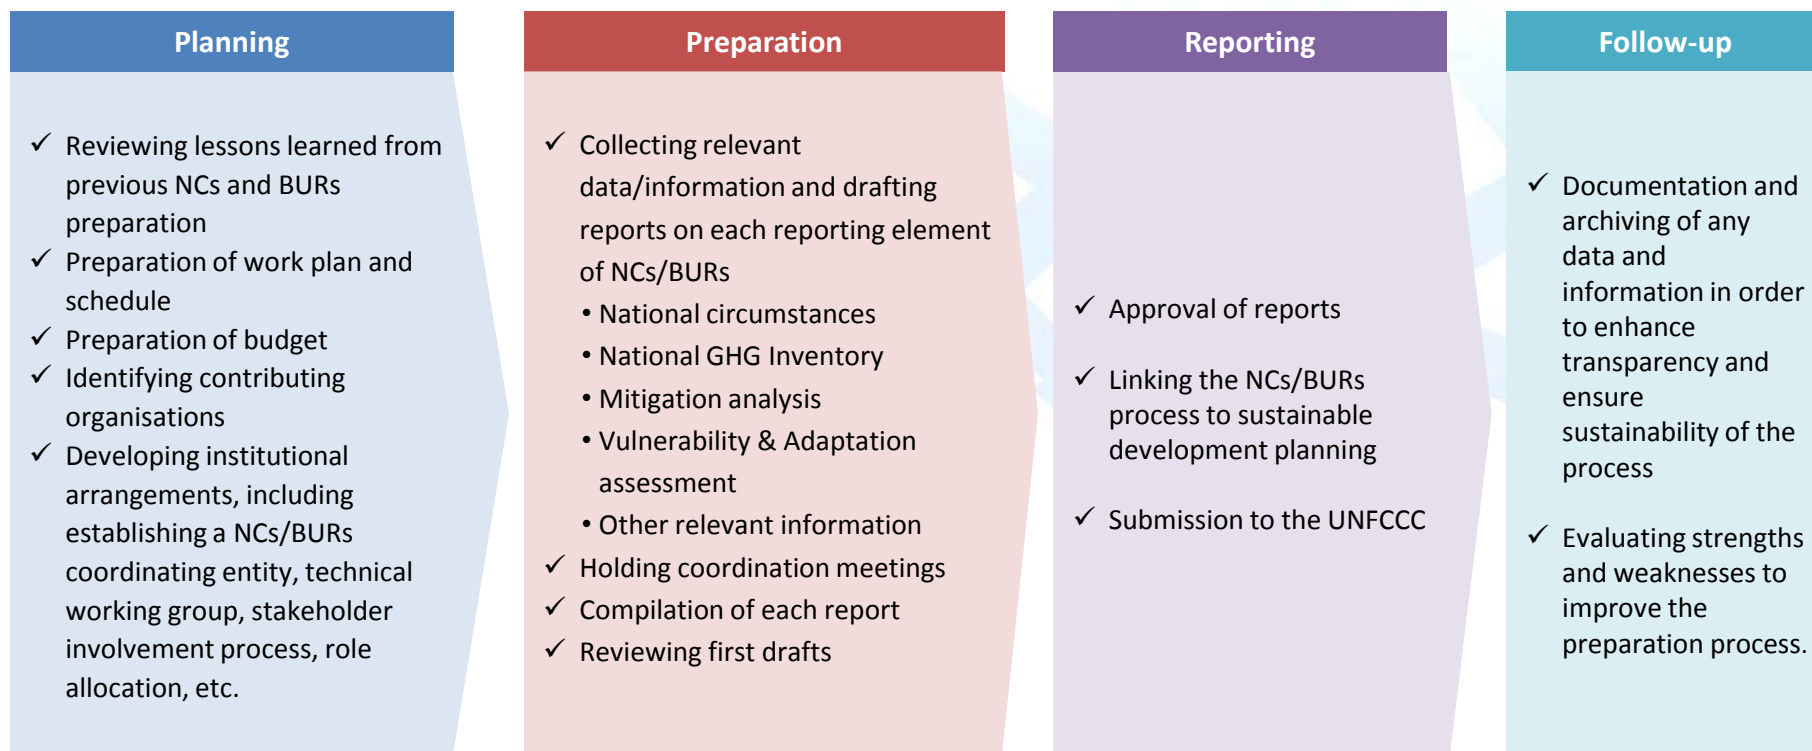 Planning
✓ Reviewing lessons learned from
previous NCs and BURs
preparation
✓ Preparation of work plan and
schedule
✓ Preparation of budget
✓ Identifying contributing
organisations
✓ Developing institutional
arrangements, including
establishing a NCs/BURs
coordinating entity, technical
working group, stakeholder
involvement process, role
allocation, etc.
Preparation
✓ Collecting relevant
data/information and drafting
reports on each reporting element
of NCs/BURs
• National circumstances
• National GHG Inventory
• Mitigation analysis
• Vulnerability & Adaptation
assessment
• Other relevant information
✓ Holding coordination meetings
✓ Compilation of each report
✓ Reviewing first drafts
Reporting
✓ Approval of reports
✓ Linking the NCs/BURs
process to sustainable
development planning
✓ Submission to the UNFCCC
Follow-up
✓ Documentation and
archiving of any
data and
information in order
to enhance
transparency and
ensure
sustainability of the
process
✓ Evaluating strengths
and weaknesses to
improve the
preparation process.